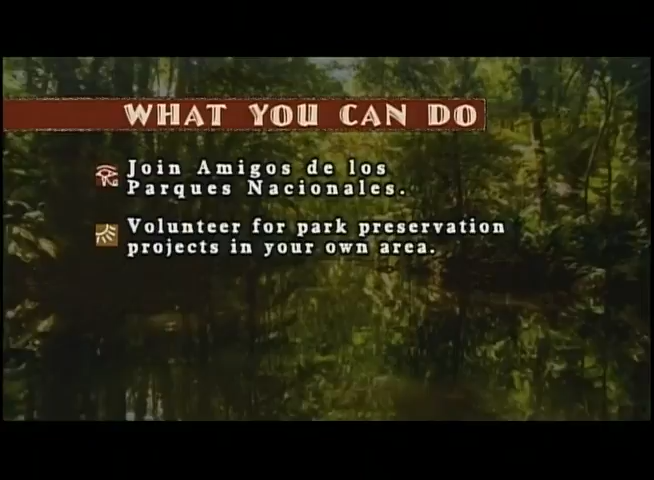 WHAT YOU CAN DO
Join Amigos de los
Parques Nacionales.
Volunteer for park preservation
projects in your own area.